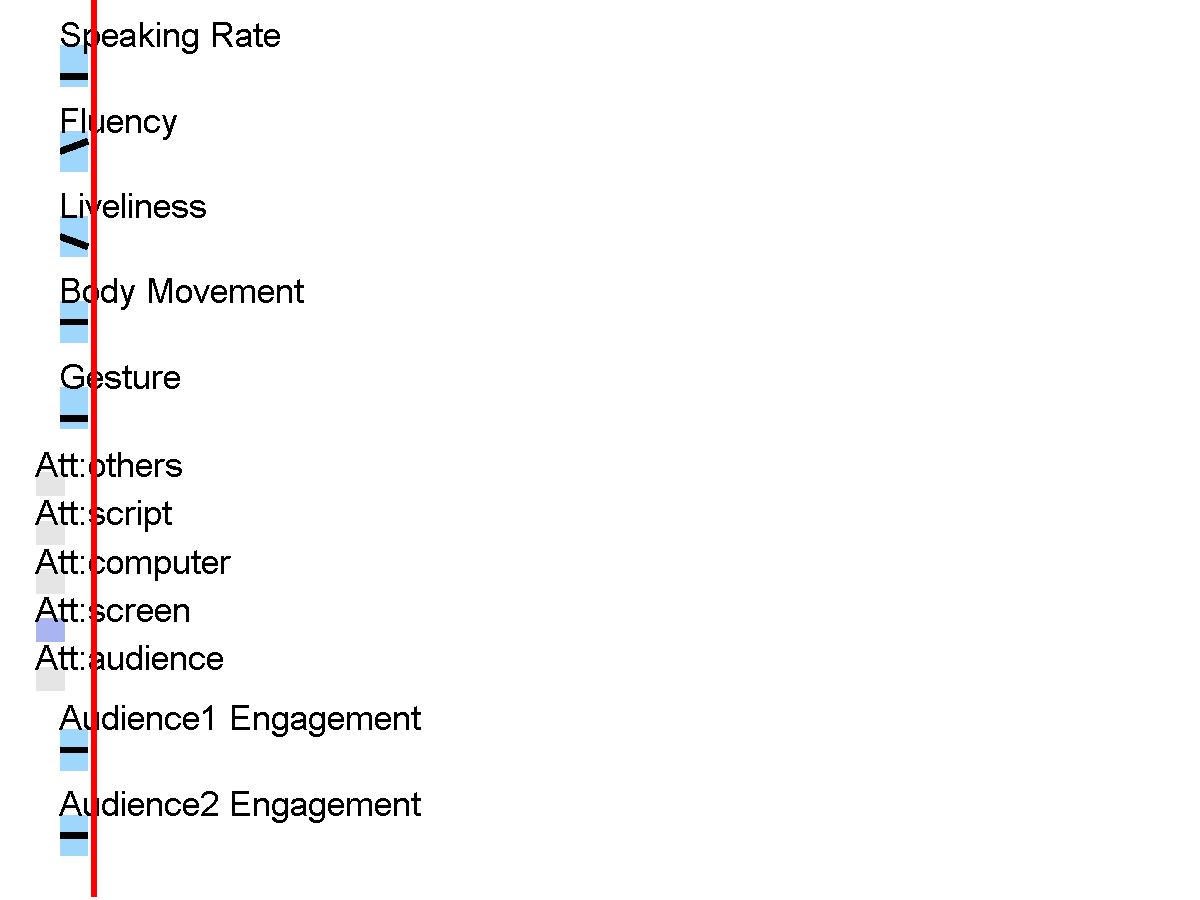 Speaking Rate
Fluency
Liveliness
Body Movement
Gesture
Att:others
Att:script
Att:computer
Att:screen
Att:audience
Audience1 Engagement
Audience2 Engagement